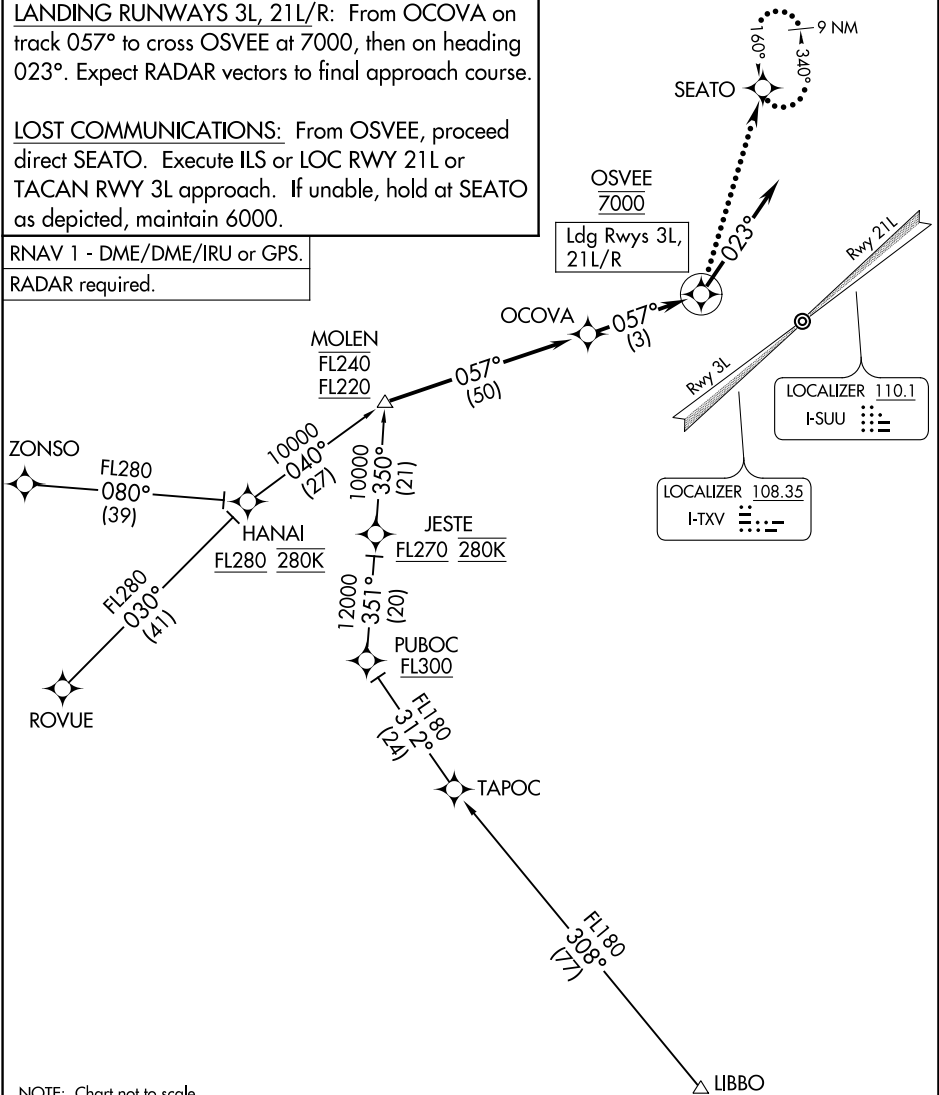 LANDING RUNWAYS 3L, 21L/R: From OCOVA on
track 057° to cross OSVEE at 7000, then on heading
023°. Expect RADAR vectors to final approach course.
LOST COMMUNICATIONS: From OSVEE, proceed
direct SEATO. Execute ILS or LOC RWY 21L or
TACAN RWY 3L approach. If unable, hold at SEATO
as depicted, maintain 6000.
RNAV 1 - DME/DME/IRU or GPS.
RADAR required.
160°
340°
9 NM
SEATO
OSVEE
7000
Ldg Rwys 3L,
21L/R
023°
Rwy 21L
Rwy 3L
OCOVA
057°
(3)
LOCALIZER 110.1
I-SUU
LOCALIZER 108.35
I-TXV
MOLEN
FL240
FL220
057°
(50)
ZONSO
FL280
080°
(39)
10000
040°
(27)
10000
350°
(21)
HANAI
FL280 280K
JESTE
FL270 280K
FL280
030°
(41)
ROVUE
12000
351°
(20)
PUBOC
FL300
FL180
312°
(24)
TAPOC
FL180
308°
(77)
LIBBO
NOTE: Chart not to scale